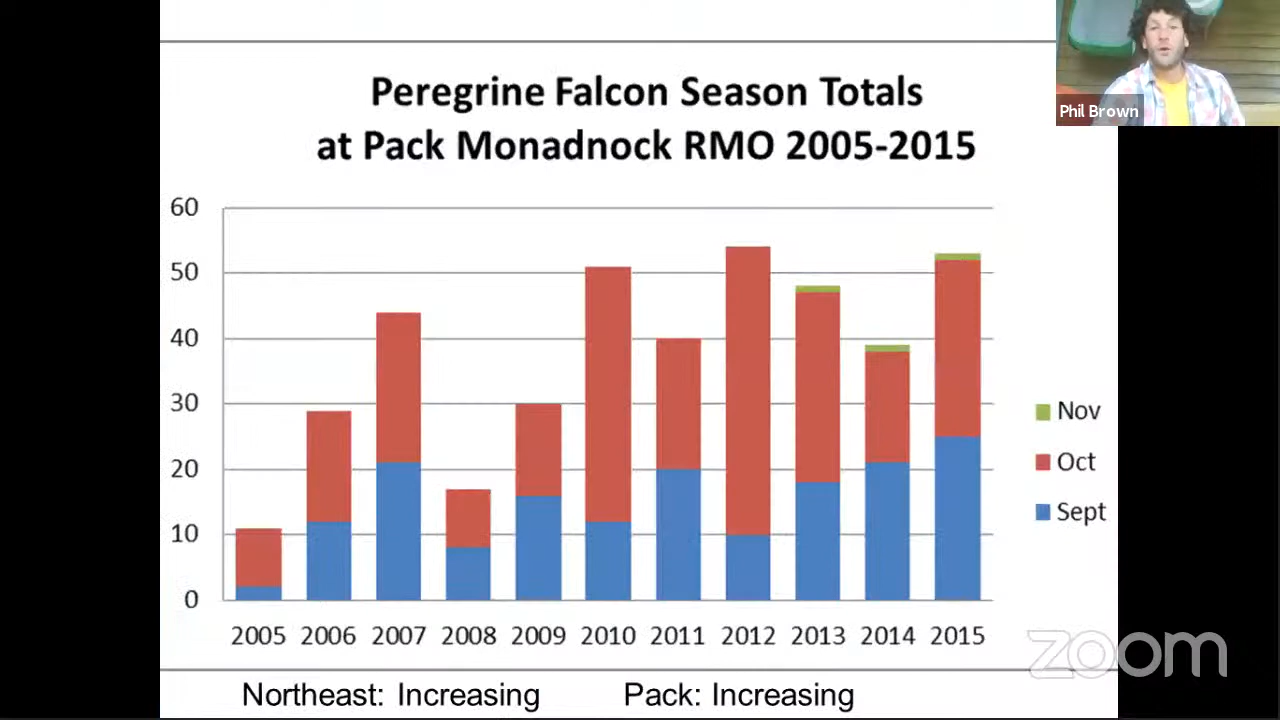 Phil Brown
Peregrine Falcon Season Totals
at Pack Monadnock RMO 2005-2015
60
50
40
30
20
10
0
2005 2006 2007 2008 2009 2010 2011 2012 2013 2014 2015
Nov
Oct
Sept
zoom
Northeast: Increasing Pack: Increasing